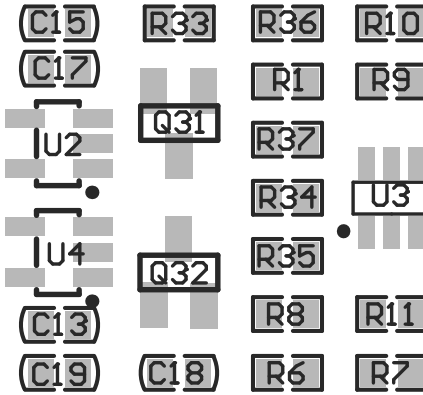 C15 R33 R36 R10
C17 R1 R9
Q31
U2 R37
R34 U3
U4 R35
Q32
C13 R8 R11
C19 C18 R6 R7